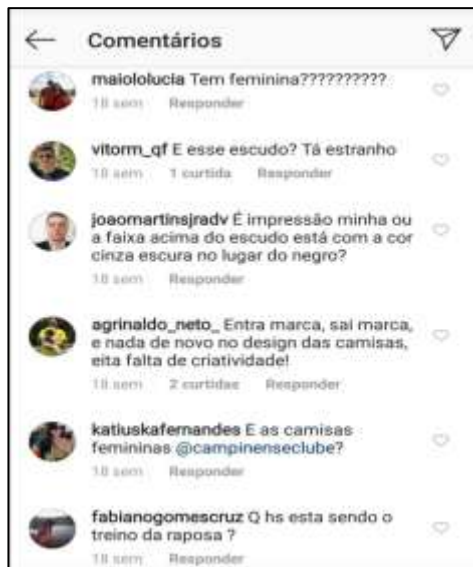 Comentários
maiololucia Tem feminina??????????
18 sem Responder
vitorm_qf E esse escudo? Tá estranho
18 sem 1 curtida Responder
joaomartinsjradv É impressão minha ou
a faixa acima do escudo está com a cor
cinza escura no lugar do negro?
18 sem Responder
agrinaldo_neto_ Entra marca, sai marca,
e nada de novo no design das camisas,
eita falta de criatividade!
18 sem 2 curtidas Responder
katiuskafernandes E as camisas
femininas @campinenseclube?
18 sem Responder
fabianogomescruz Q hs esta sendo o
treino da raposa ?
18 sem Responder